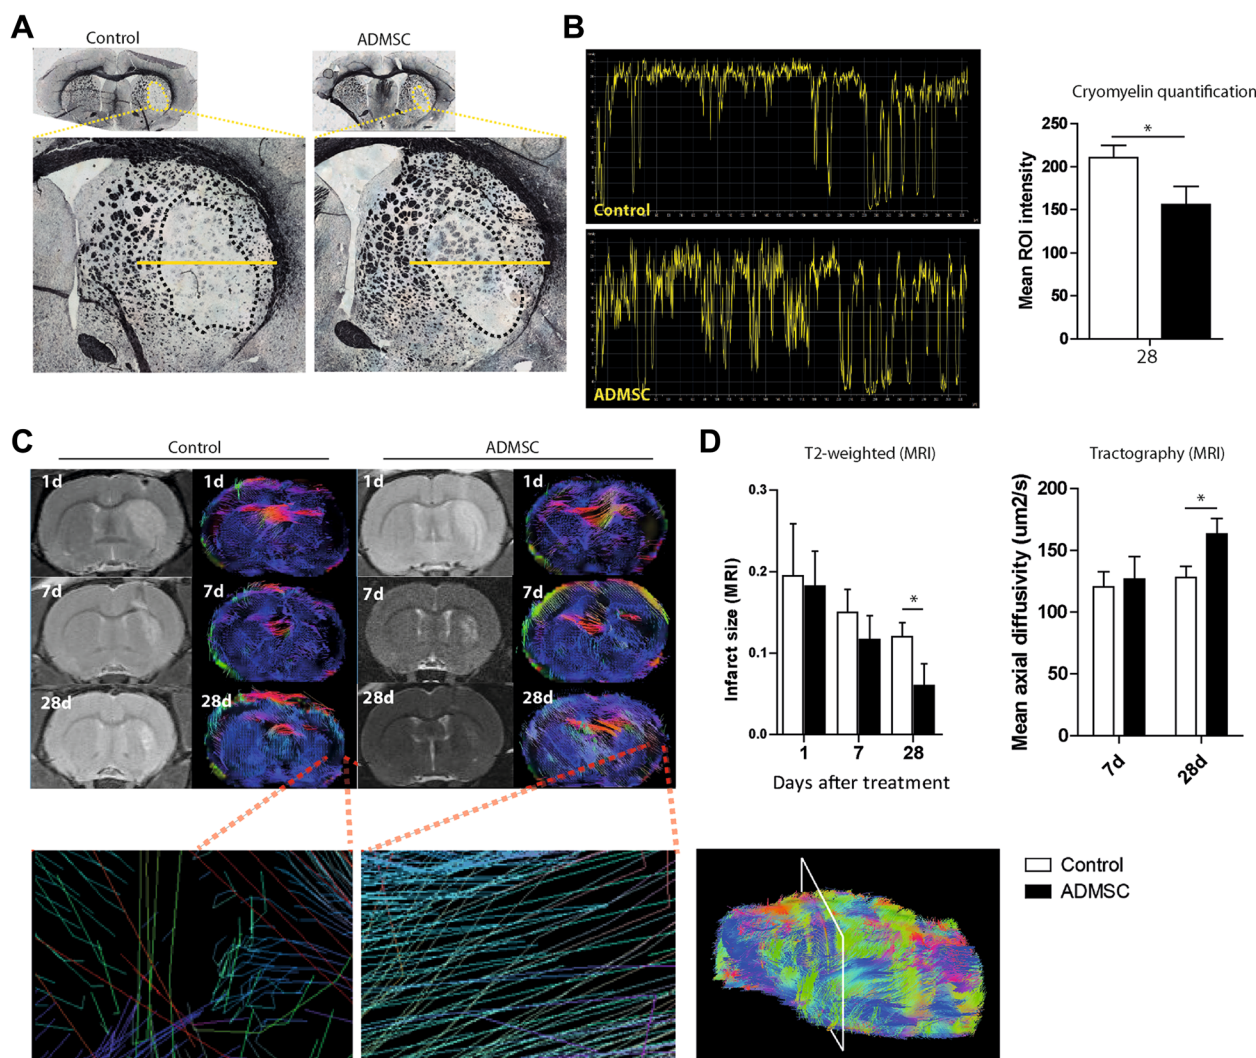 A
Control
ADMSC
B
Control
ADMSC
Cryomyelin quantification
*
Mean ROI intensity
250
200
150
100
50
0
28
C
Control
ADMSC
1d
1d
1d
1d
7d
7d
7d
7d
28d
28d
28d
28d
D
T2-weighted (MRI)
Infarct size (MRI)
0.3
0.2
0.1
0.0
*
1 7 28
Days after treatment
Tractography (MRI)
Mean axial diffusivity (um2/s)
200
150
100
50
0
*
7d
28d
Control
ADMSC